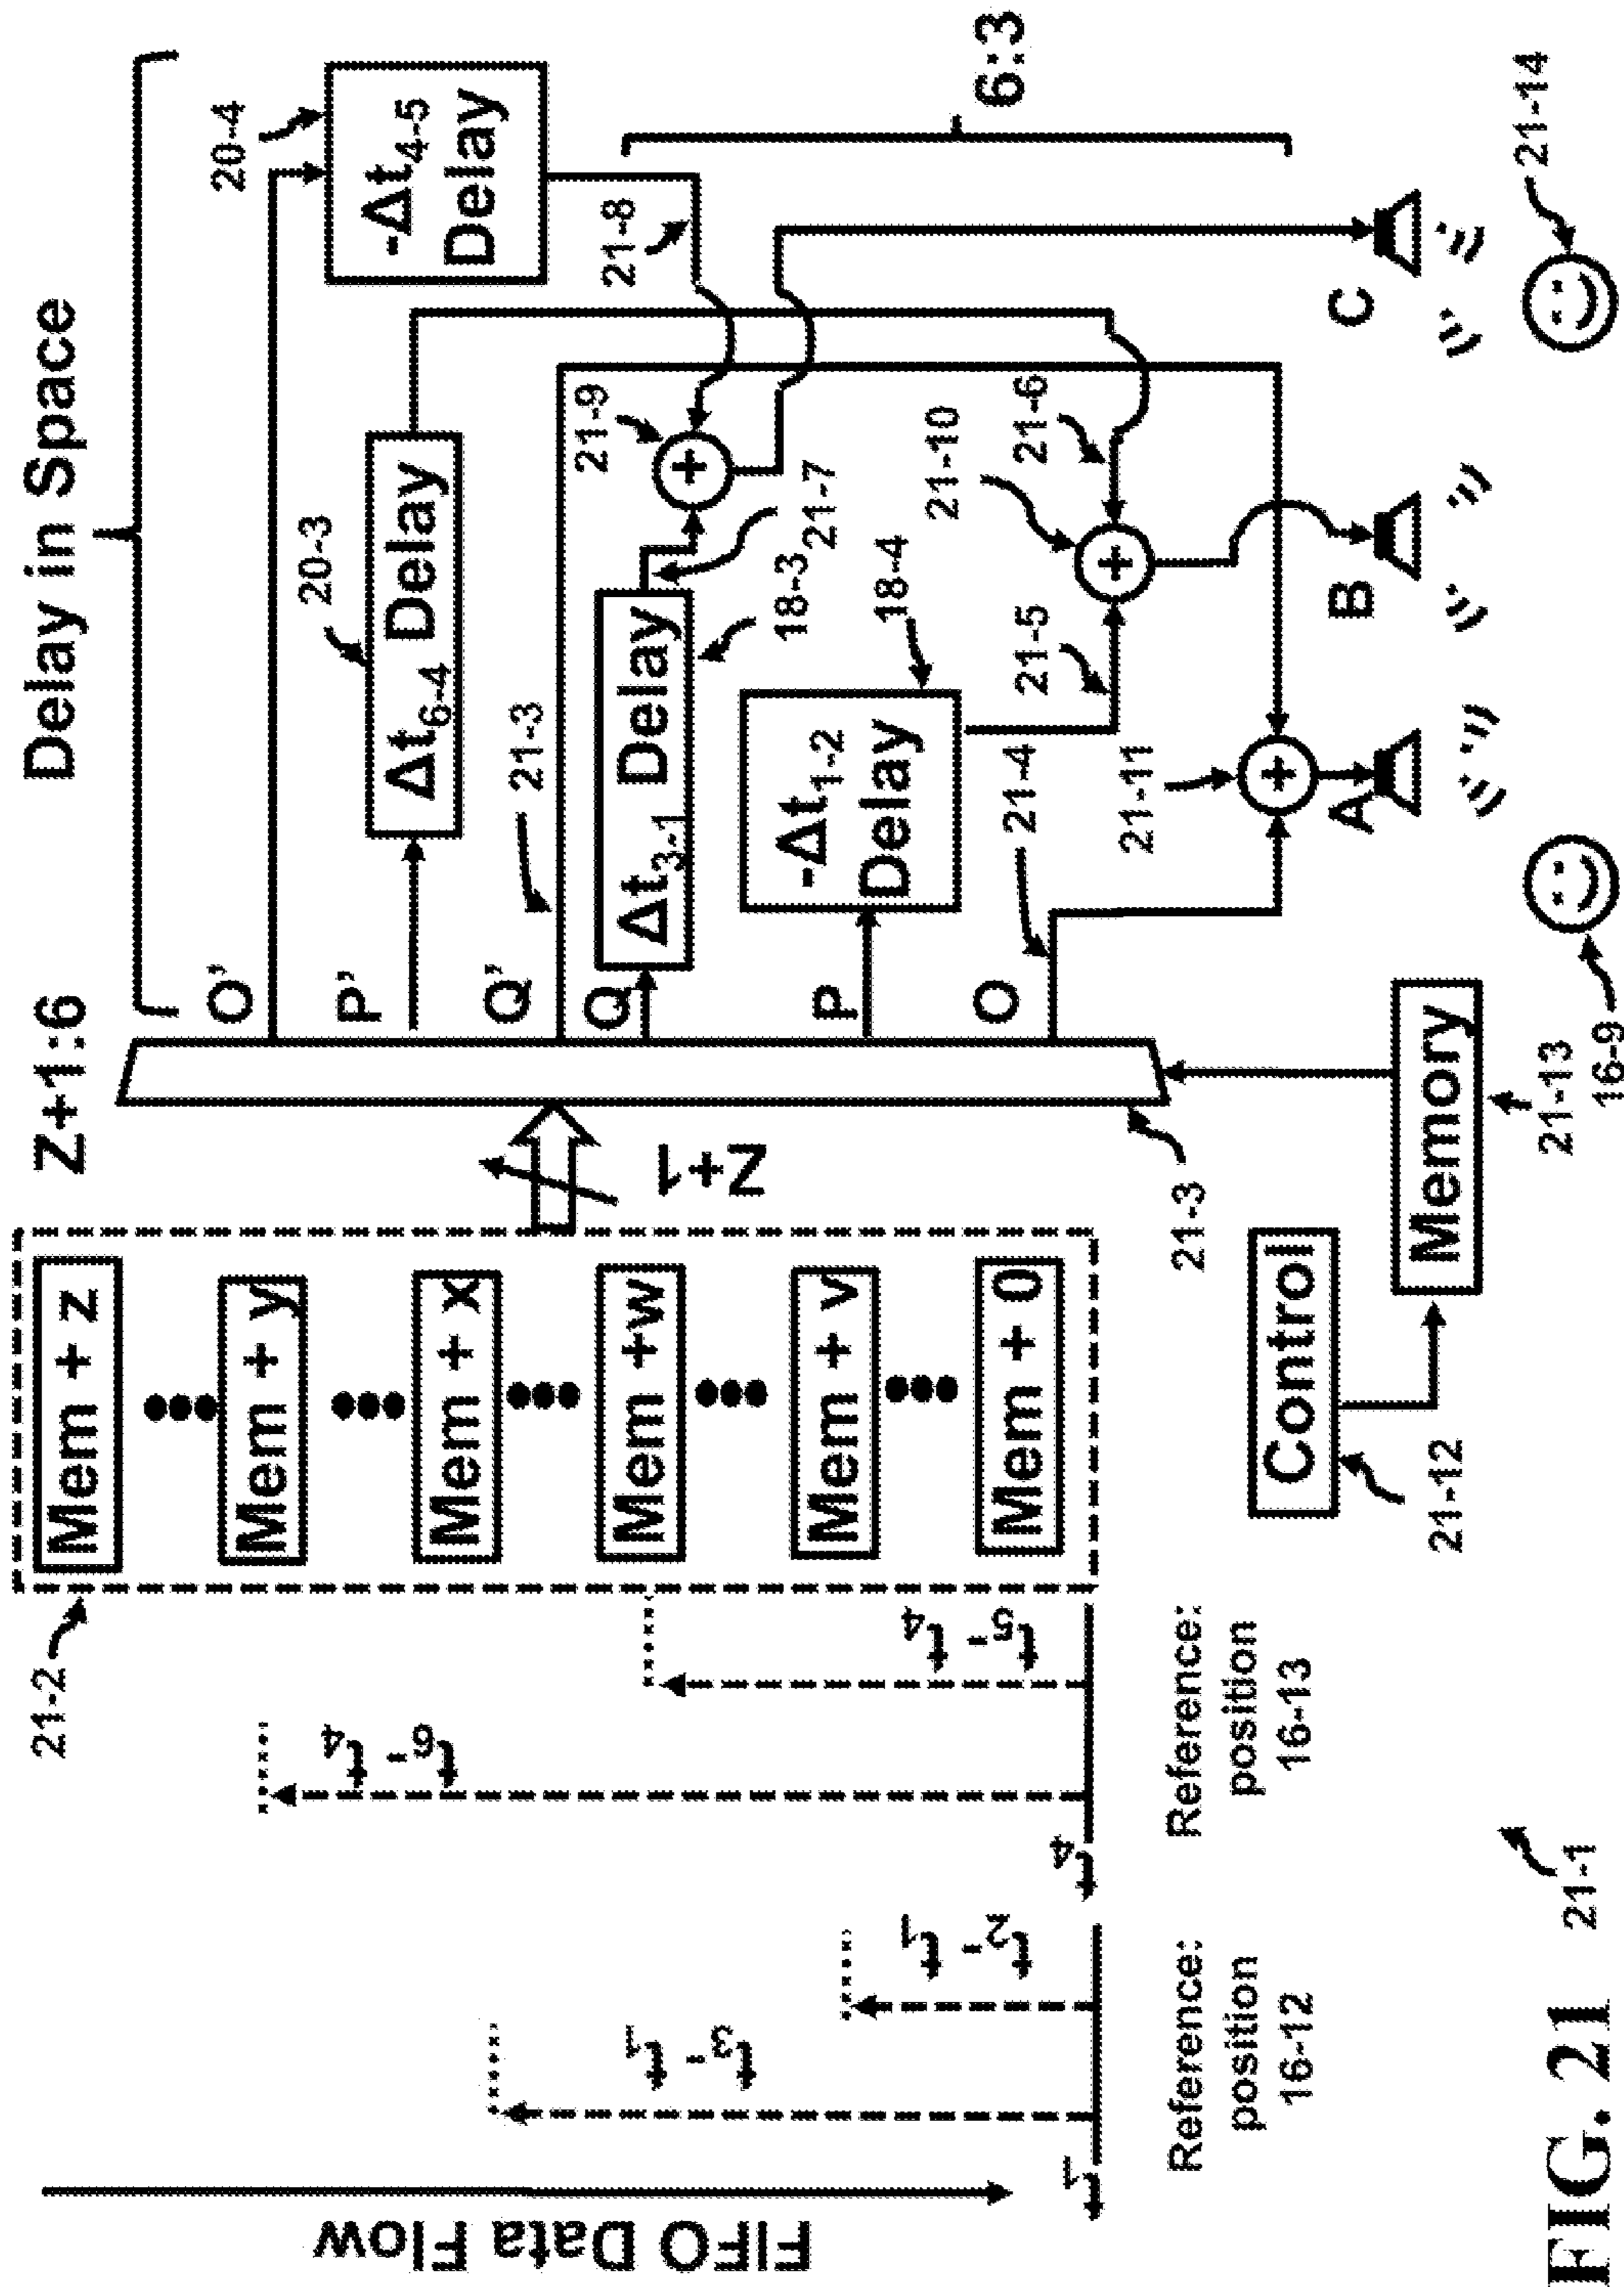 Delay in Space
Z+1:6
21-2
Mem + z
Mem + y
Mem + x
Mem +w
Mem + v
Mem + 0
Z+1
21-3
O'
P'
Q'
Q
P
O
20-4
-Δt4-5
Delay
20-3
Δt6-4 Delay
21-3
Δt3-1 Delay
18-3
21-7
21-8
21-9
-Δt1-2
Delay
18-4
21-4
21-5
21-6
21-10
21-11
+
+
+
6:3
A
B
C
21-14
16-9
Control
21-12
Memory
21-13
FIFO Data Flow
t1
t3-t1
t2-t1
Reference:
position
16-12
t4
t6-t4
t5-t4
Reference:
position
16-13
FIG. 21
21-1